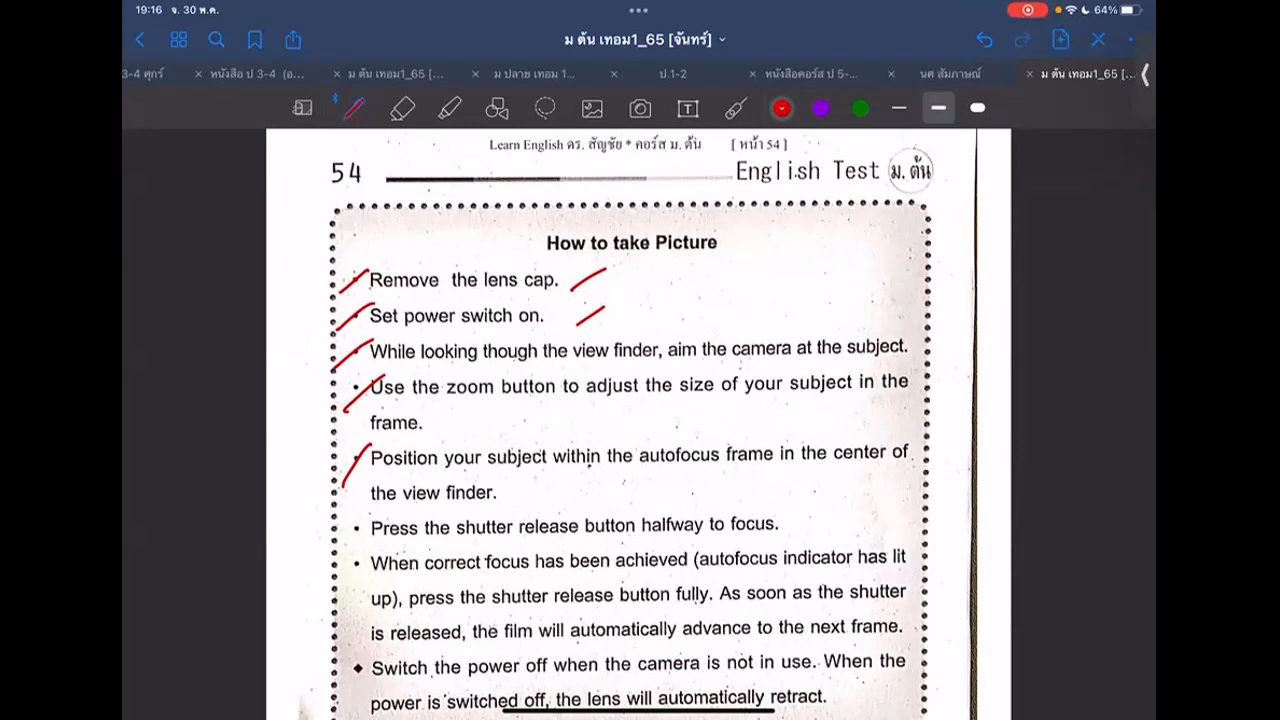 19:16 จ. 30 พ.ค.
64%
ม ต้น เทอม1_65 [จันทร์]
3-4 ศุกร์
หนังสือ ป 3-4 (อ...
ม ต้น เทอม1_65 [...
ม ปลาย เทอม 1...
ป.1-2
หนังสือคอร์ส ป 5-...
นศ สัมภาษณ์
ม ต้น เทอม1_65 [...
Learn English ดร. สัญชัย * คอร์ส ม. ต้น [ หน้า 54 ]
54 English Test ม. ต้น
How to take Picture
Remove the lens cap.
Set power switch on.
While looking though the view finder, aim the camera at the subject.
• Use the zoom button to adjust the size of your subject in the
frame.
Position your subject within the autofocus frame in the center of
the view finder.
• Press the shutter release button halfway to focus.
• When correct focus has been achieved (autofocus indicator has lit
up), press the shutter release button fully. As soon as the shutter
is released, the film will automatically advance to the next frame.
◆ Switch the power off when the camera is not in use. When the
power is switched off, the lens will automatically retract.